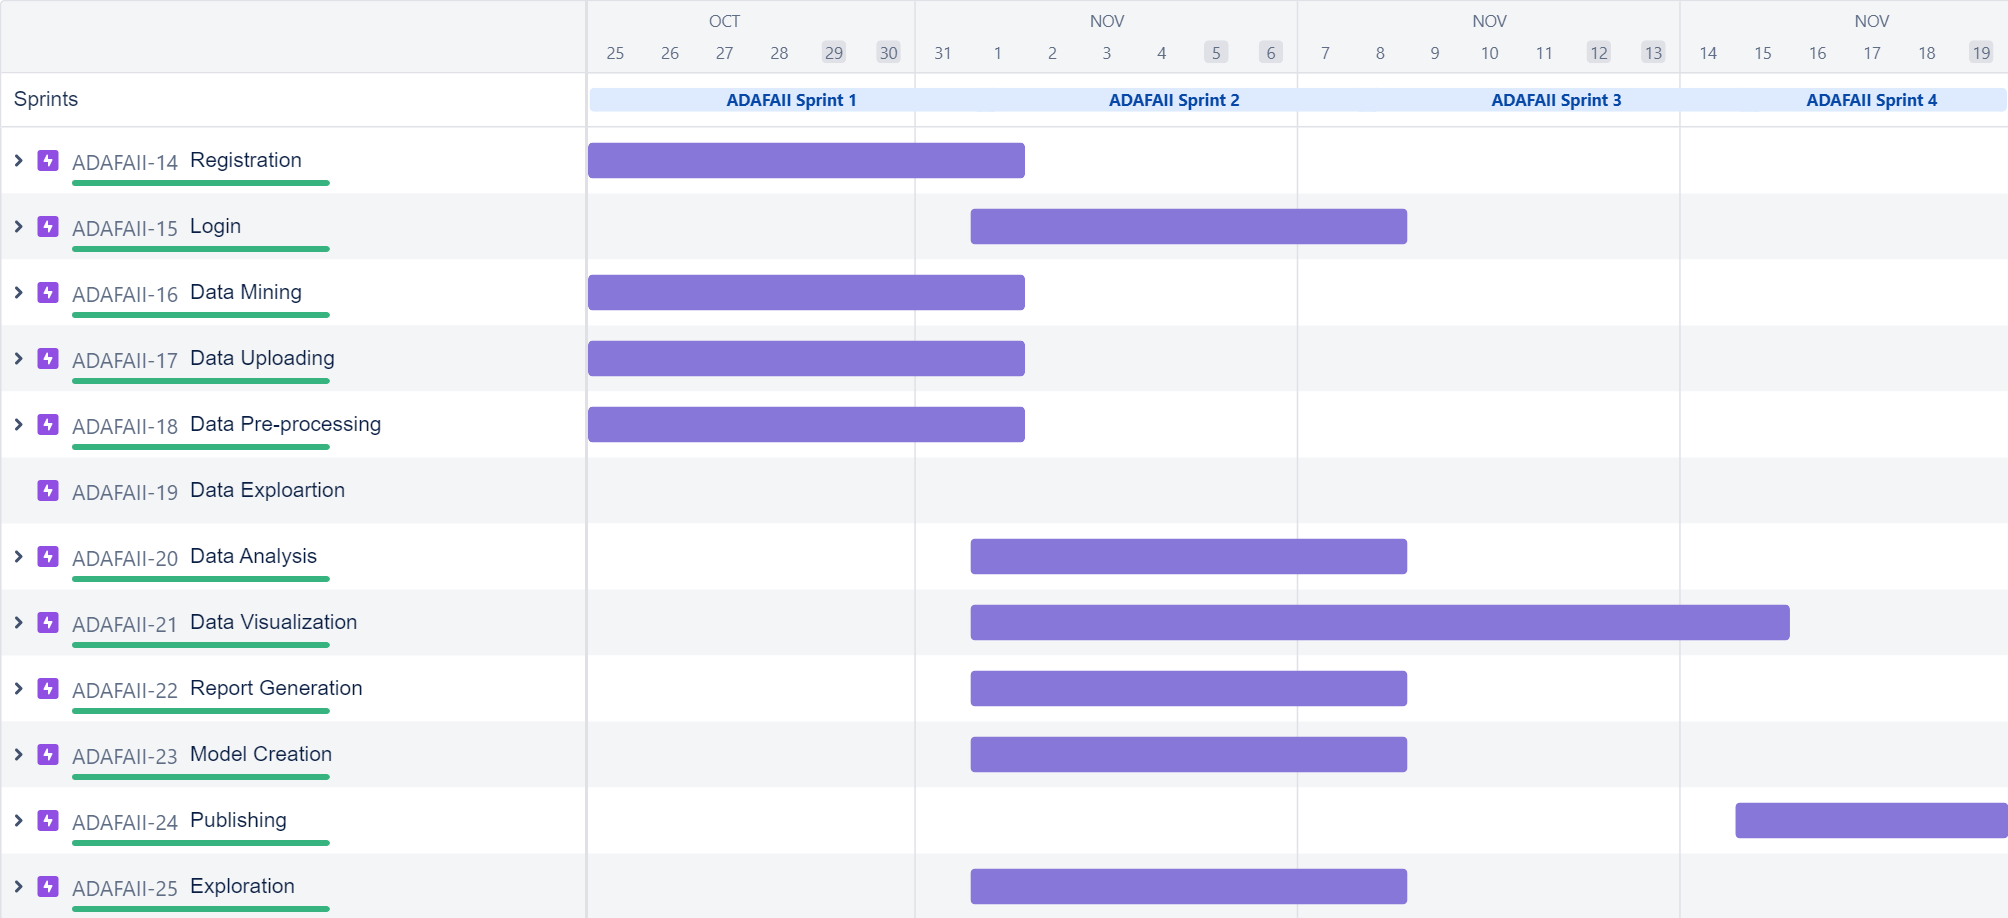 OCT NOV NOV NOV
25 26 27 28 29 30 31 1 2 3 4 5 6 7 8 9 10 11 12 13 14 15 16 17 18 19
Sprints ADAFAII Sprint 1 ADAFAII Sprint 2 ADAFAII Sprint 3 ADAFAII Sprint 4
ADAFAII-14 Registration
ADAFAII-15 Login
ADAFAII-16 Data Mining
ADAFAII-17 Data Uploading
ADAFAII-18 Data Pre-processing
ADAFAII-19 Data Exploartion
ADAFAII-20 Data Analysis
ADAFAII-21 Data Visualization
ADAFAII-22 Report Generation
ADAFAII-23 Model Creation
ADAFAII-24 Publishing
ADAFAII-25 Exploration